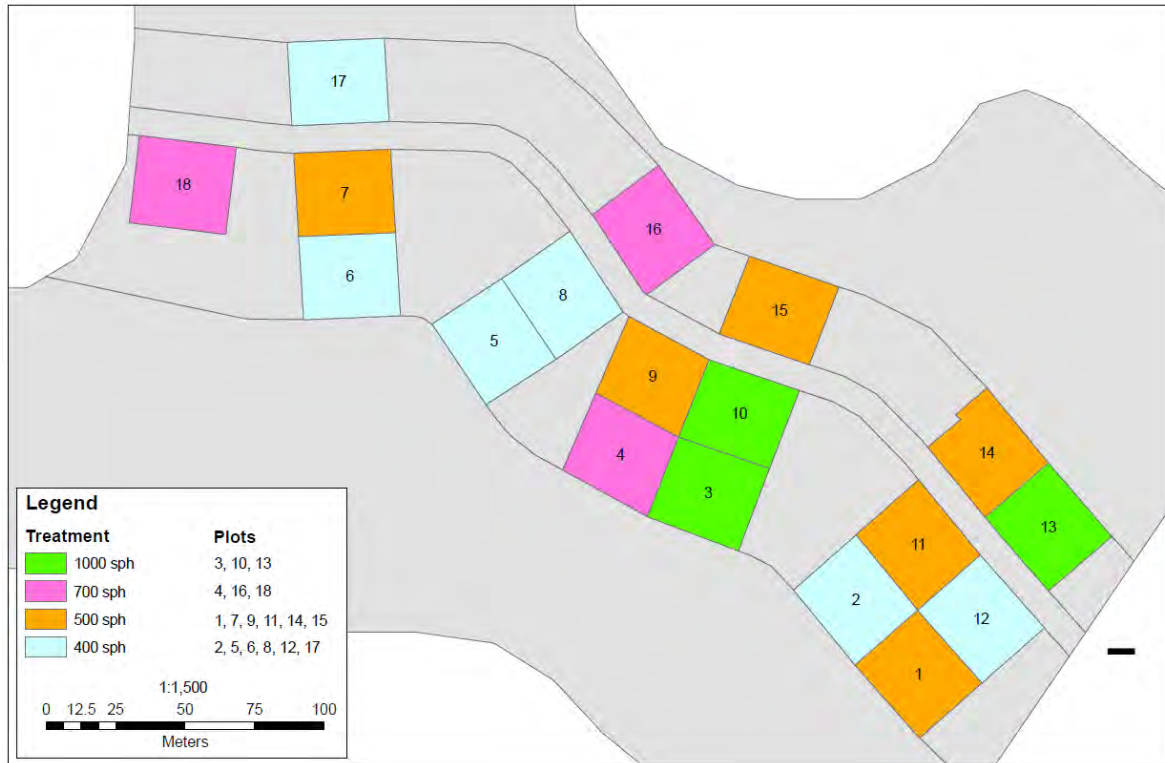 17
18
7
16
6
8
15
5
9
10
4
3
14
13
11
2
12
1
Legend
Treatment Plots
1000 sph 3, 10, 13
700 sph 4, 16, 18
500 sph 1, 7, 9, 11, 14, 15
400 sph 2, 5, 6, 8, 12, 17
1:1,500
0 12.5 25 50 75 100
Meters